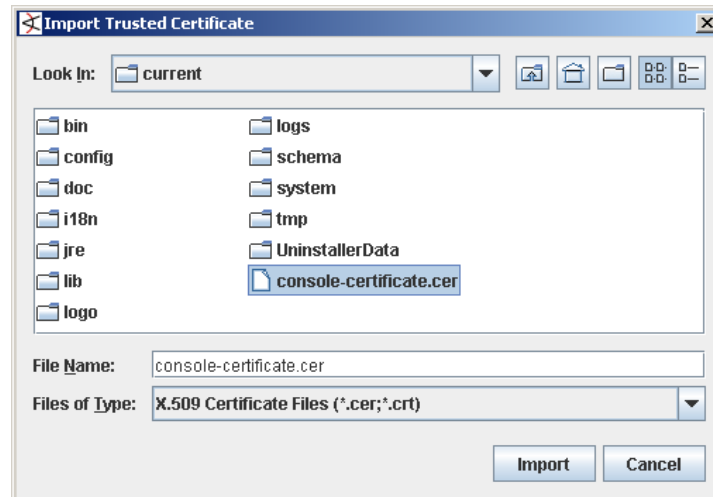 Import Trusted Certificate
Look In: current
bin logs
config schema
doc system
i18n tmp
jre UninstallerData
lib console-certificate.cer
logo
File Name: console-certificate.cer
Files of Type: X.509 Certificate Files (*.cer;*.crt)
Import Cancel